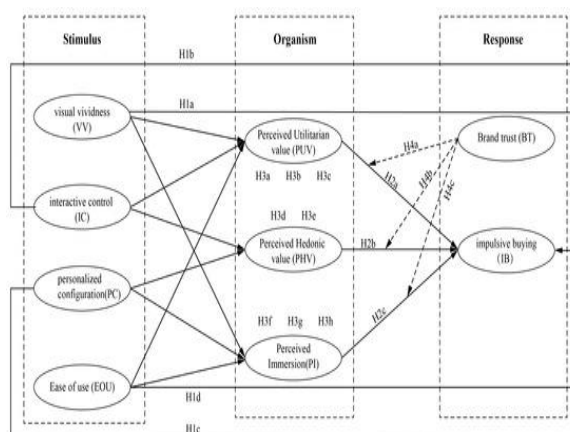 Stimulus
Organism
Response
H1b
H1a
visual vividness
(VV)
Perceived Utilitarian
value (PUV)
Brand trust (BT)
H4a
H3a H3b H3c
H2a
H4b
H4c
interactive control
(IC)
H3d H3e
Perceived Hedonic
value (PHV)
H2b
impulsive buying
(IB)
personalized
configuration(PC)
H3f H3g H3h
H2c
Perceived
Immersion(PI)
Ease of use (EOU)
H1d
H1c